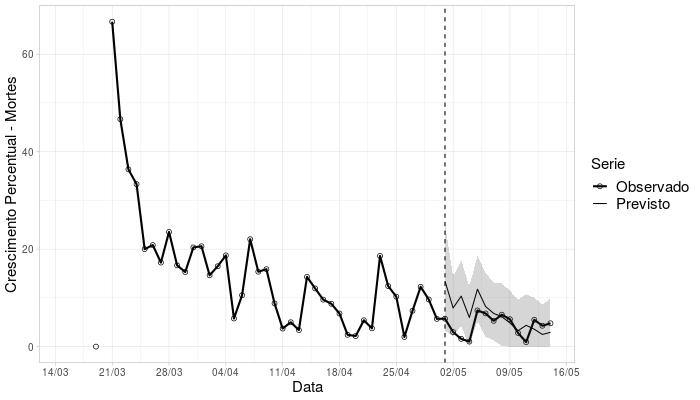 Crescimento Percentual - Mortes
60
40
20
0
14/03 21/03 28/03 04/04 11/04 18/04 25/04 02/05 09/05 16/05
Data
Serie
Observado
Previsto